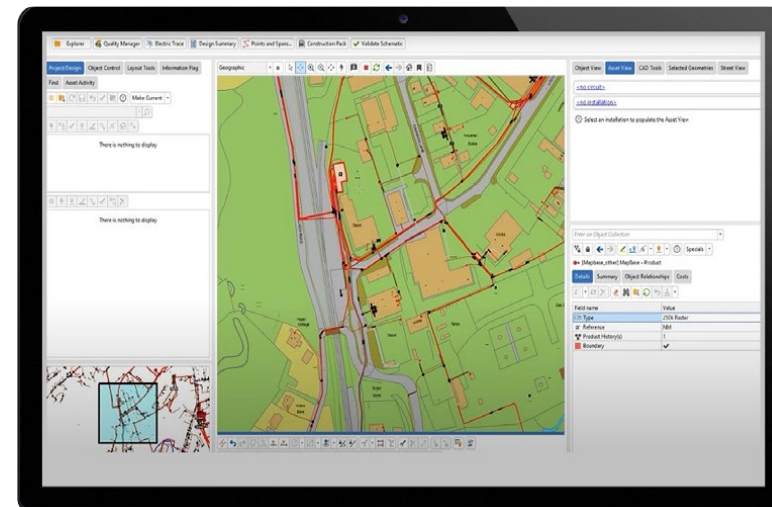 Explorer Quality Manager Electric Trace Design Summary Points and Spans... Construction Pack Validate Schematic
Project/Design Object Control Layout Tools Information Flag
Find Asset Activity
Make Current
There is nothing to display
There is nothing to display
Geographic
Object View Asset View CAD Tools Selected Geometries Street View
<no circuit>
<no installation>
Select an installation to populate the Asset View
Enter an Object Collection
Specials
[Mapbase_other] MapBase - Product
Details Summary Object Relationships Costs
Field name Value
Type 250k Raster
Reference NM
Product History(s) 1
Boundary